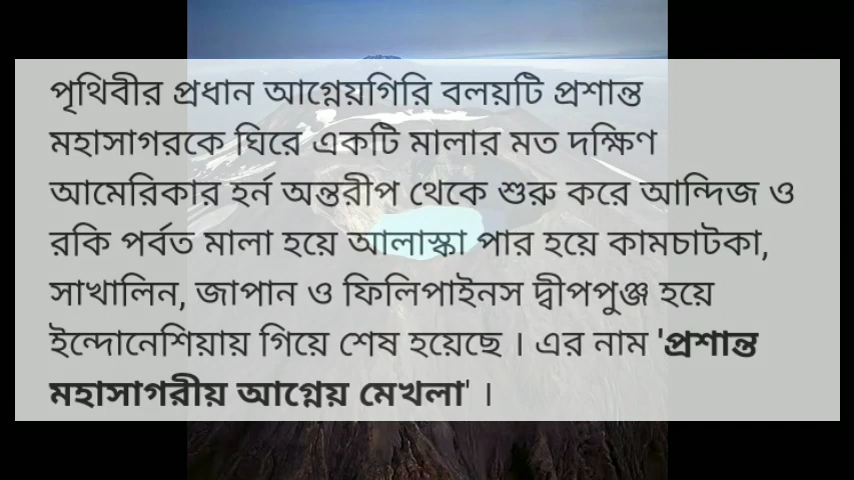 পৃথিবীর প্রধান আগ্নেয়গিরি বলয়টি প্রশান্ত
মহাসাগরকে ঘিরে একটি মালার মত দক্ষিণ
আমেরিকার হর্ন অন্তরীপ থেকে শুরু করে আন্দিজ ও
রকি পর্বত মালা হয়ে আলাস্কা পার হয়ে কামচাটকা,
সাখালিন, জাপান ও ফিলিপাইনস দ্বীপপুঞ্জ হয়ে
ইন্দোনেশিয়ায় গিয়ে শেষ হয়েছে । এর নাম 'প্রশান্ত
মহাসাগরীয় আগ্নেয় মেখলা' ।